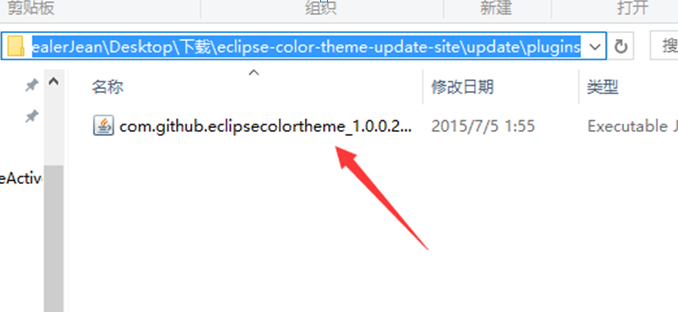 剪贴板 组织 新建 打开
ealerJean\Desktop\下载\eclipse-color-theme-update-site\update\plugins
名称 修改日期 类型
com.github.eclipsecolortheme_1.0.0.2... 2015/7/5 1:55 Executable J
eActive